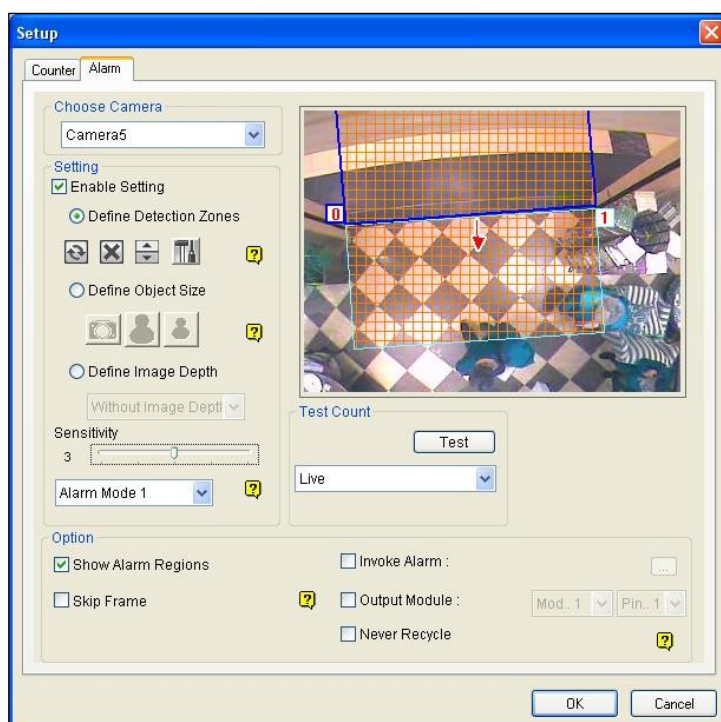 Setup
Counter
Alarm
Choose Camera
Camera5
Setting
Enable Setting
Define Detection Zones
?
Define Object Size
?
Define Image Depth
Without Image Dept
Sensitivity
3
Alarm Mode 1
?
0
1
Test Count
Test
Live
Option
Show Alarm Regions
Skip Frame
?
Invoke Alarm :
...
Output Module :
Mod.. 1
Pin.. 1
Never Recycle
?
OK
Cancel